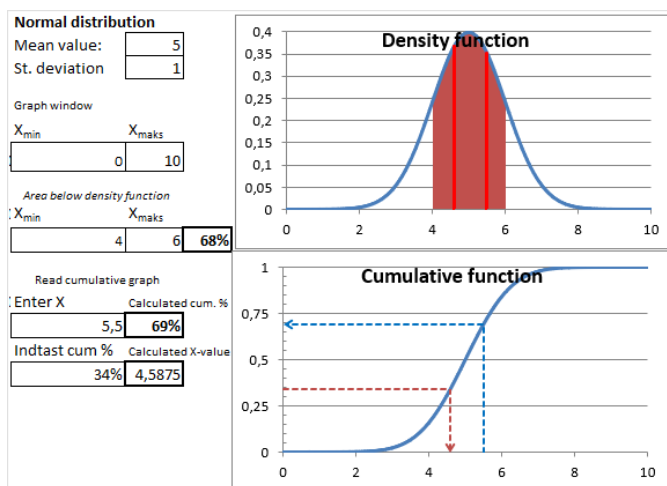 Normal distribution
Mean value: 5
St. deviation 1
Graph window
Xmin Xmaks
: 0 10
Area below density function
Xmin Xmaks
4 6 68%
Read cumulative graph
Enter X Calculated cum. %
5,5 69%
Indtast cum % Calculated X-value
34% 4,5875
Density function
0,4
0,35
0,3
0,25
0,2
0,15
0,1
0,05
0
0 2 4 6 8 10
Cumulative function
1
0,75
0,5
0,25
0
0 2 4 6 8 10